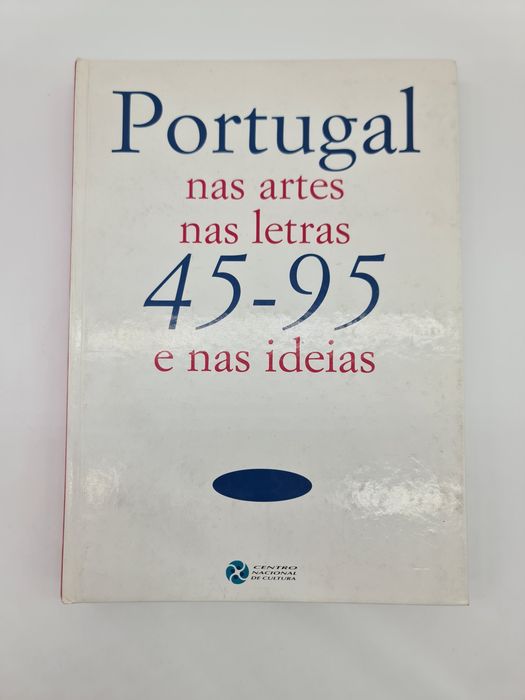 Portugal
nas artes
nas letras
45-95
e nas ideias
CENTRO
NACIONAL
DE CULTURA